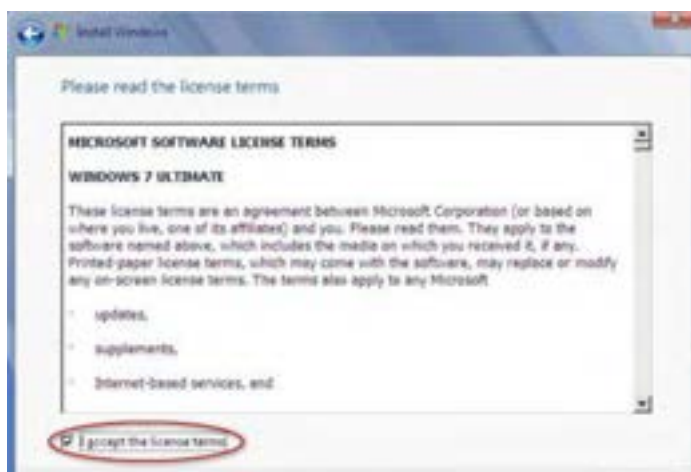 Install Windows
Please read the license terms
MICROSOFT SOFTWARE LICENSE TERMS
WINDOWS 7 ULTIMATE
These license terms are an agreement between Microsoft Corporation (or based on
where you live, one of its affiliates) and you. Please read them. They apply to the
software named above, which includes the media on which you received it, if any.
Printed-paper license terms, which may come with the software, may replace or modify
any on-screen license terms. The terms also apply to any Microsoft
· updates,
· supplements,
· Internet-based services, and
I accept the license terms